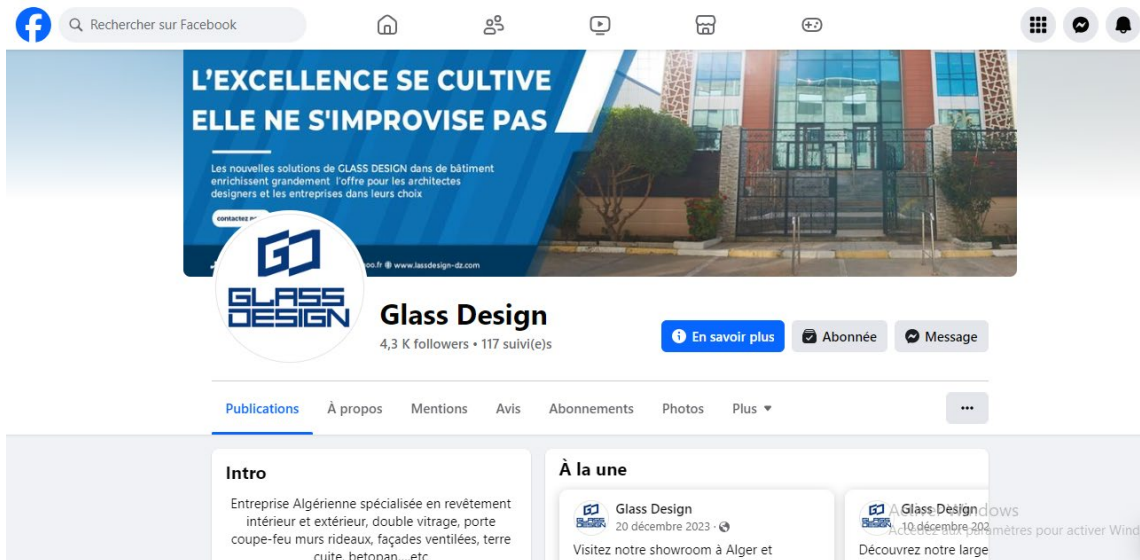 Rechercher sur Facebook
L'EXCELLENCE SE CULTIVE
ELLE NE S'IMPROVISE PAS
Les nouvelles solutions de GLASS DESIGN dans de bâtiment
enrichissent grandement l'offre pour les architectes
designers et les entreprises dans leurs choix
contactez
oo.fr www.lassdesign-dz.com
GLASS
DESIGN
Glass Design
4,3 K followers • 117 suivi(e)s
En savoir plus
Abonnée
Message
Publications
À propos
Mentions
Avis
Abonnements
Photos
Plus
Intro
Entreprise Algérienne spécialisée en revêtement
intérieur et extérieur, double vitrage, porte
coupe-feu murs rideaux, façades ventilées, terre
cuite, betopan....etc
À la une
Glass Design
20 décembre 2023
Visitez notre showroom à Alger et
Glass Design
10 décembre 202
Découvrez notre large
Activer Windows
Accédez aux paramètres pour activer Wind